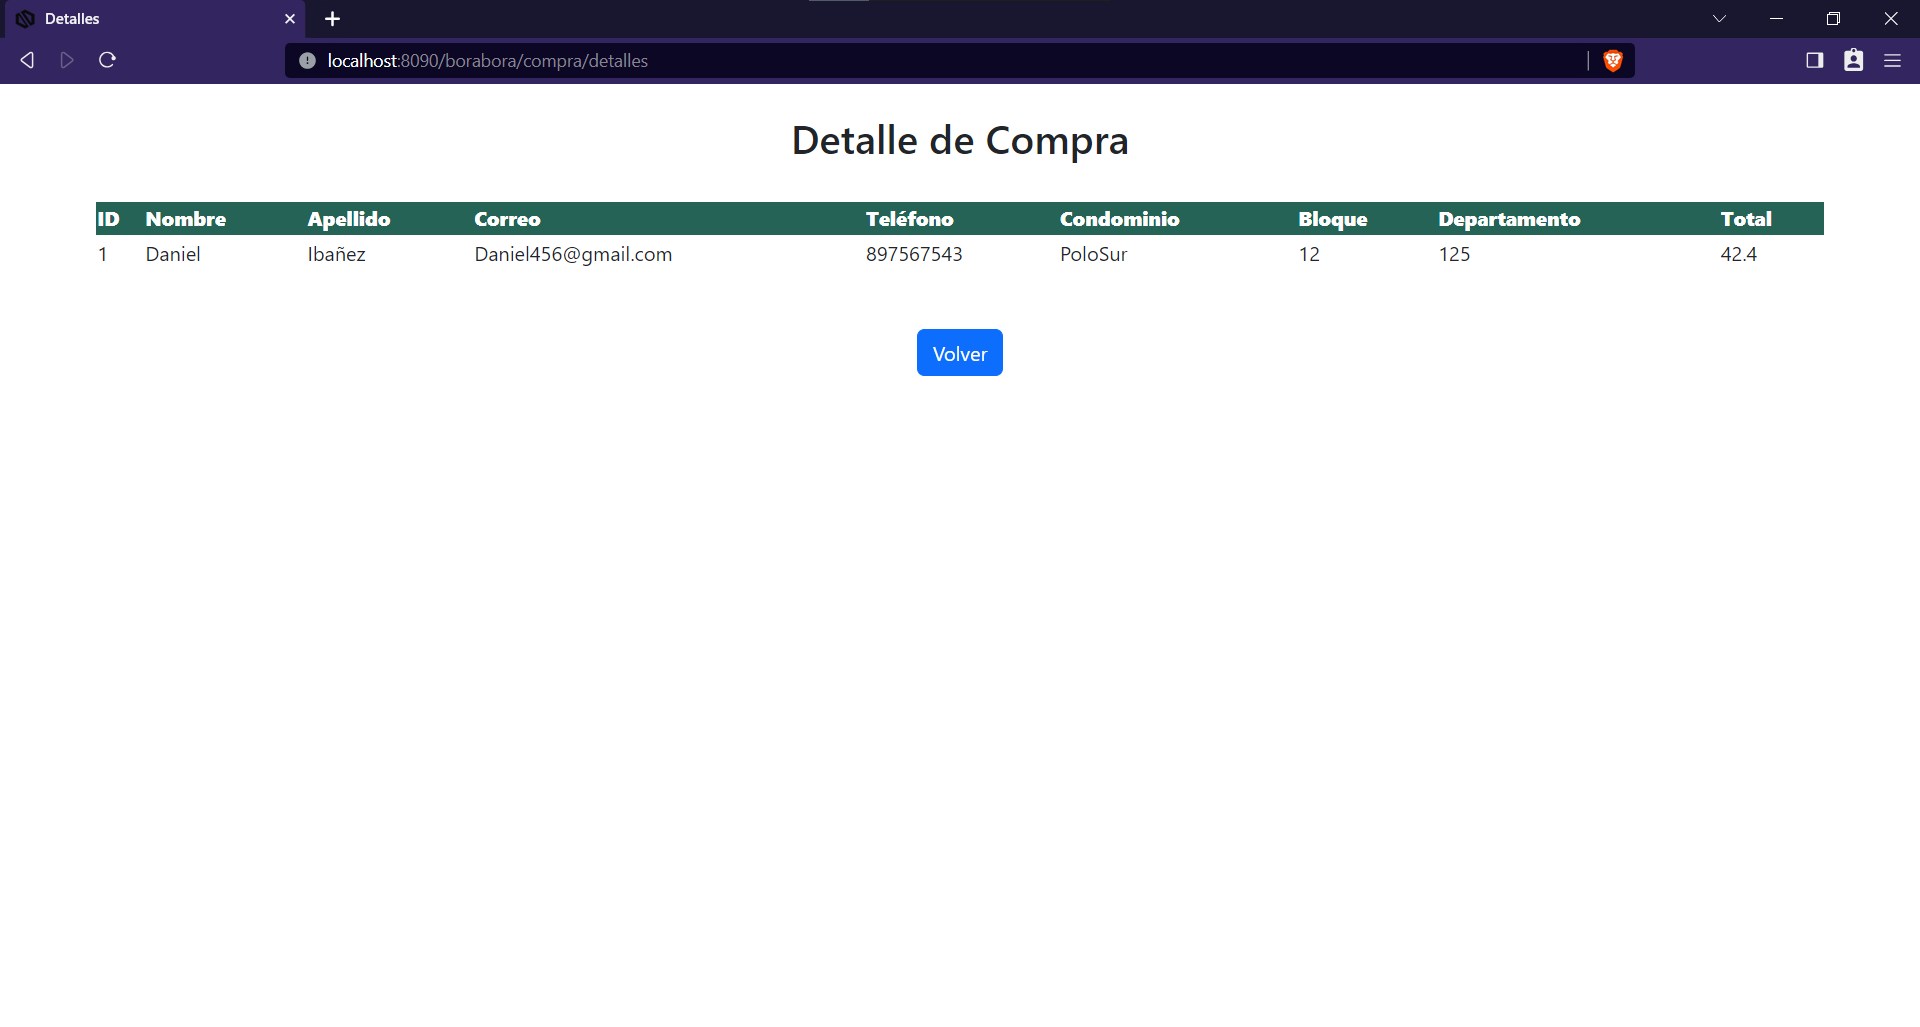 Detalles
localhost:8090/borabora/compra/detalles
Detalle de Compra
ID Nombre Apellido Correo Teléfono Condominio Bloque Departamento Total
1 Daniel Ibañez Daniel456@gmail.com 897567543 PoloSur 12 125 42.4
Volver